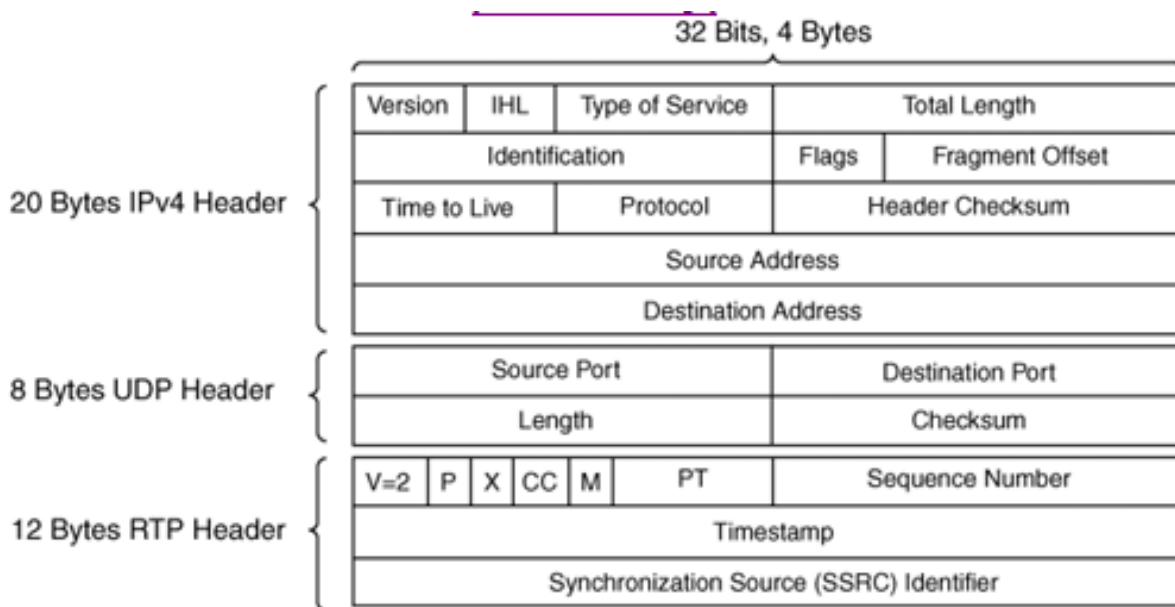 32 Bits, 4 Bytes
Version IHL Type of Service Total Length
Identification Flags Fragment Offset
20 Bytes IPv4 Header
Time to Live Protocol Header Checksum
Source Address
Destination Address
8 Bytes UDP Header
Source Port Destination Port
Length Checksum
12 Bytes RTP Header
V=2 P X CC M PT Sequence Number
Timestamp
Synchronization Source (SSRC) Identifier